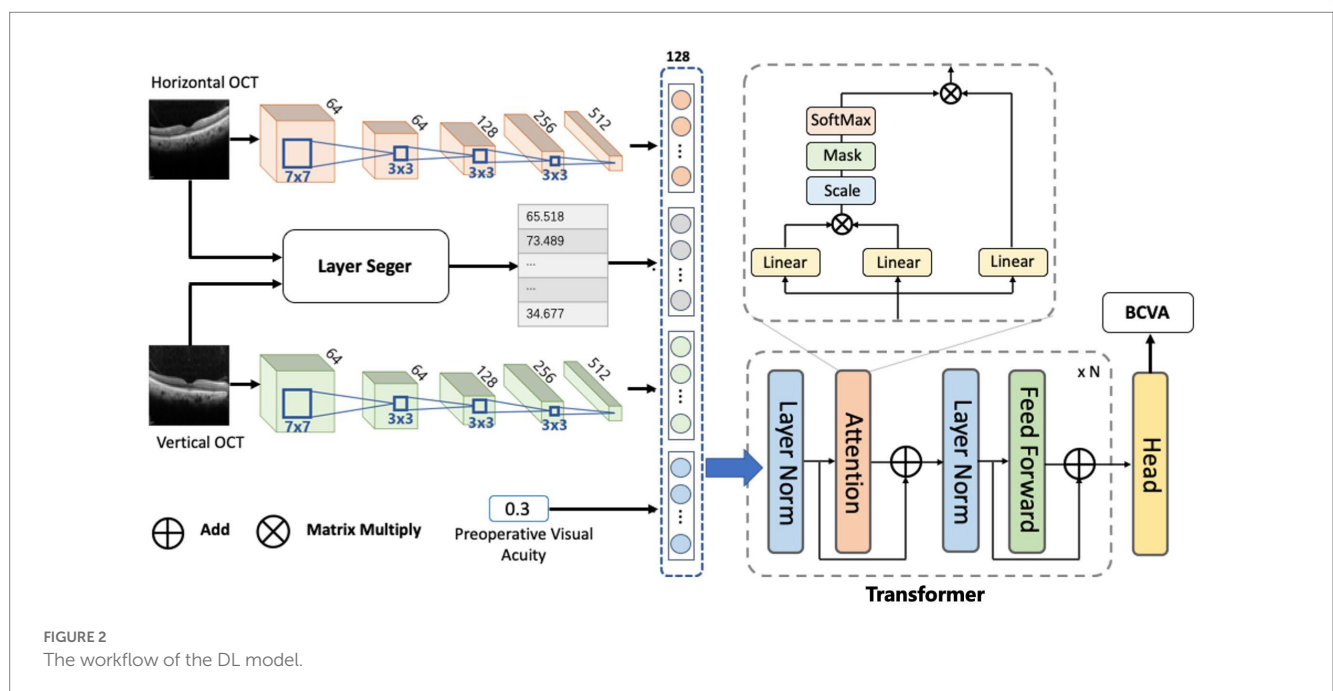 Horizontal OCT
64
64
128
256
512
7x7
3x3
3x3
3x3
Layer Seger
65.518
73.489
...
...
34.677
64
64
128
256
512
7x7
3x3
3x3
3x3
Vertical OCT
0.3
Preoperative Visual
Acuity
Add
Matrix Multiply
128
SoftMax
Mask
Scale
Linear
Linear
Linear
Layer Norm
Attention
Layer Norm
Feed Forward
x N
Head
BCVA
Transformer
FIGURE 2
The workflow of the DL model.